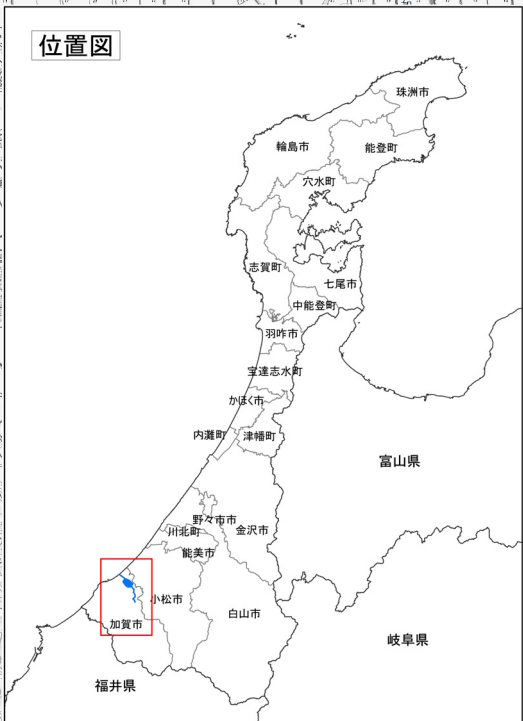 位置図
珠洲市
輪島市
能登町
穴水町
志賀町
七尾市
中能登町
羽咋市
宝達志水町
かほく市
内灘町
津幡町
富山県
野々市市
金沢市
川北町
能美市
小松市
白山市
加賀市
岐阜県
福井県